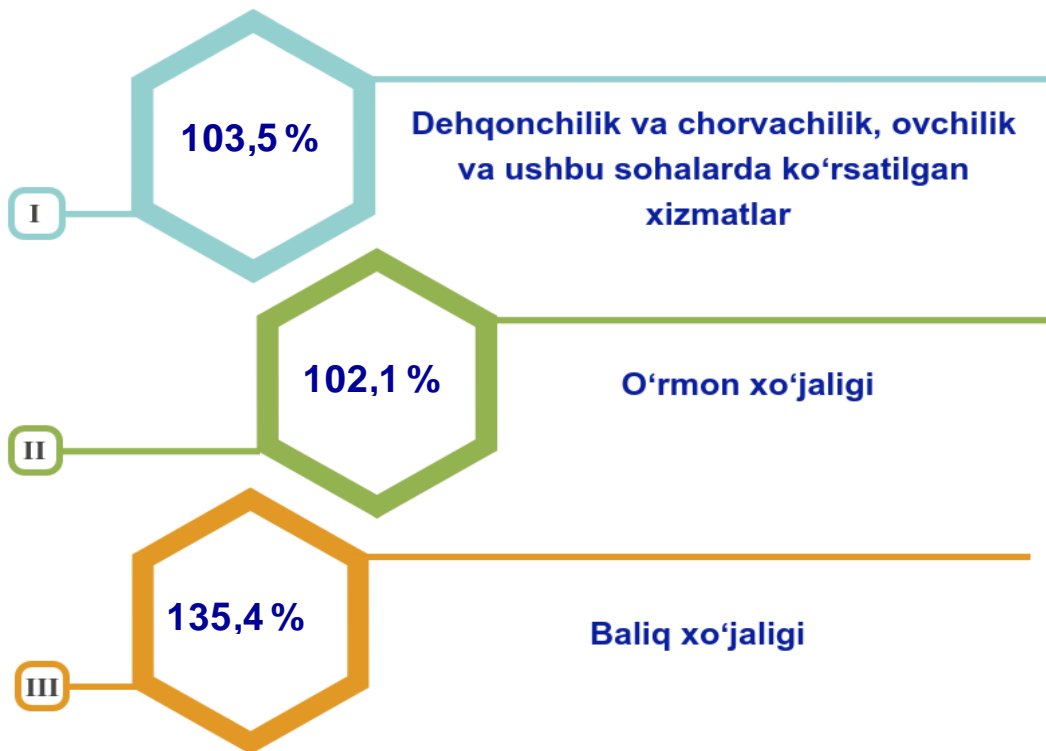 103,5 %
Dehqonchilik va chorvachilik, ovchilik
va ushbu sohalarda ko‘rsatilgan
xizmatlar
I
102,1 %
O‘rmon xo‘jaligi
II
135,4 %
Baliq xo‘jaligi
III